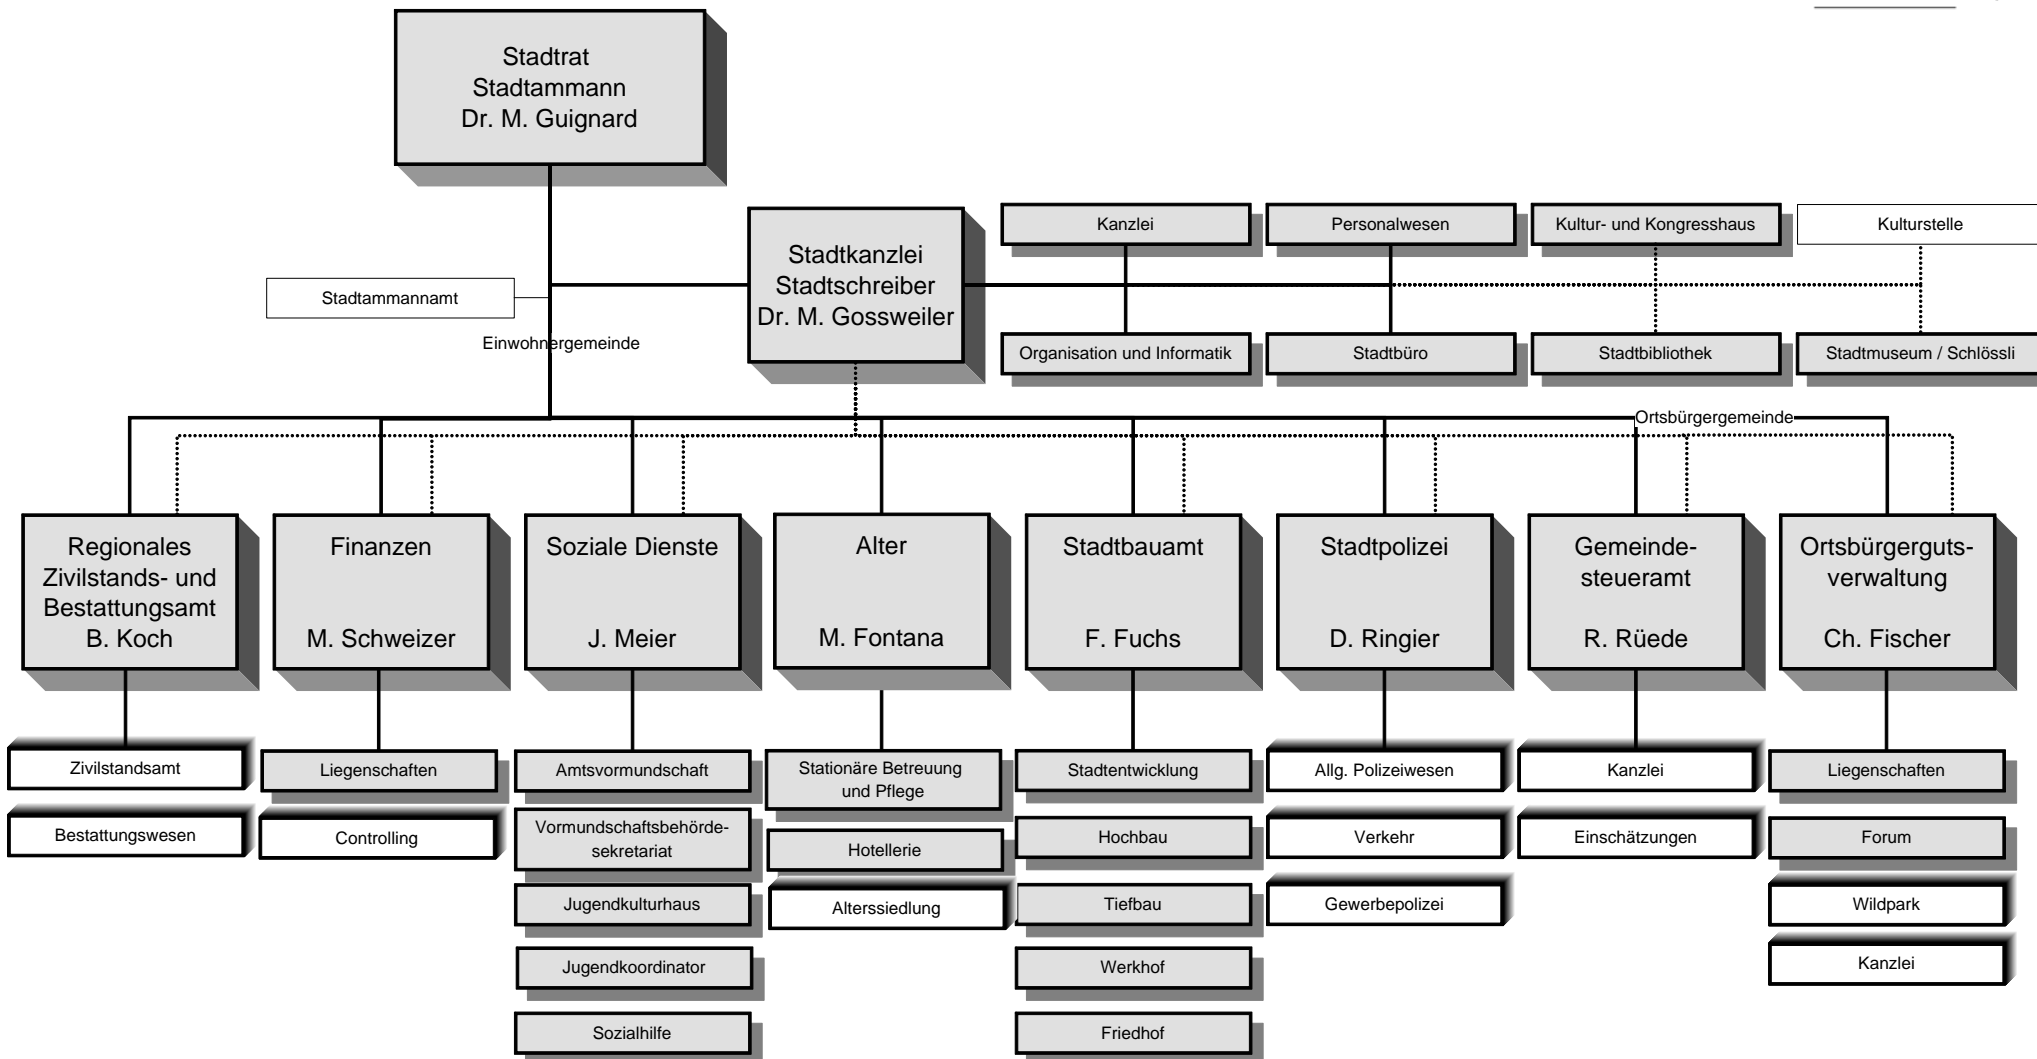 Stadtrat
Stadtammann
Dr. M. Guignard
Stadtkanzlei
Stadtschreiber
Dr. M. Gossweiler
Kanzlei
Personalwesen
Kultur- und Kongresshaus
Kulturstelle
Stadtammannamt
Einwohnergemeinde
Organisation und Informatik
Stadtbüro
Stadtbibliothek
Stadtmuseum / Schlössli
Ortsbürgergemeinde
Regionales
Zivilstands- und
Bestattungsamt
B. Koch
Finanzen
M. Schweizer
Soziale Dienste
J. Meier
Alter
M. Fontana
Stadtbauamt
F. Fuchs
Stadtpolizei
D. Ringier
Gemeinde-
steueramt
R. Rüede
Ortsbürgerguts-
verwaltung
Ch. Fischer
Zivilstandsamt
Bestattungswesen
Liegenschaften
Controlling
Amtsvormundschaft
Vormundschaftsbehörde-
sekretariat
Jugendkulturhaus
Jugendkoordinator
Sozialhilfe
Stationäre Betreuung
und Pflege
Hotellerie
Alterssiedlung
Stadtentwicklung
Hochbau
Tiefbau
Werkhof
Friedhof
Allg. Polizeiwesen
Verkehr
Gewerbepolizei
Kanzlei
Einschätzungen
Liegenschaften
Forum
Wildpark
Kanzlei